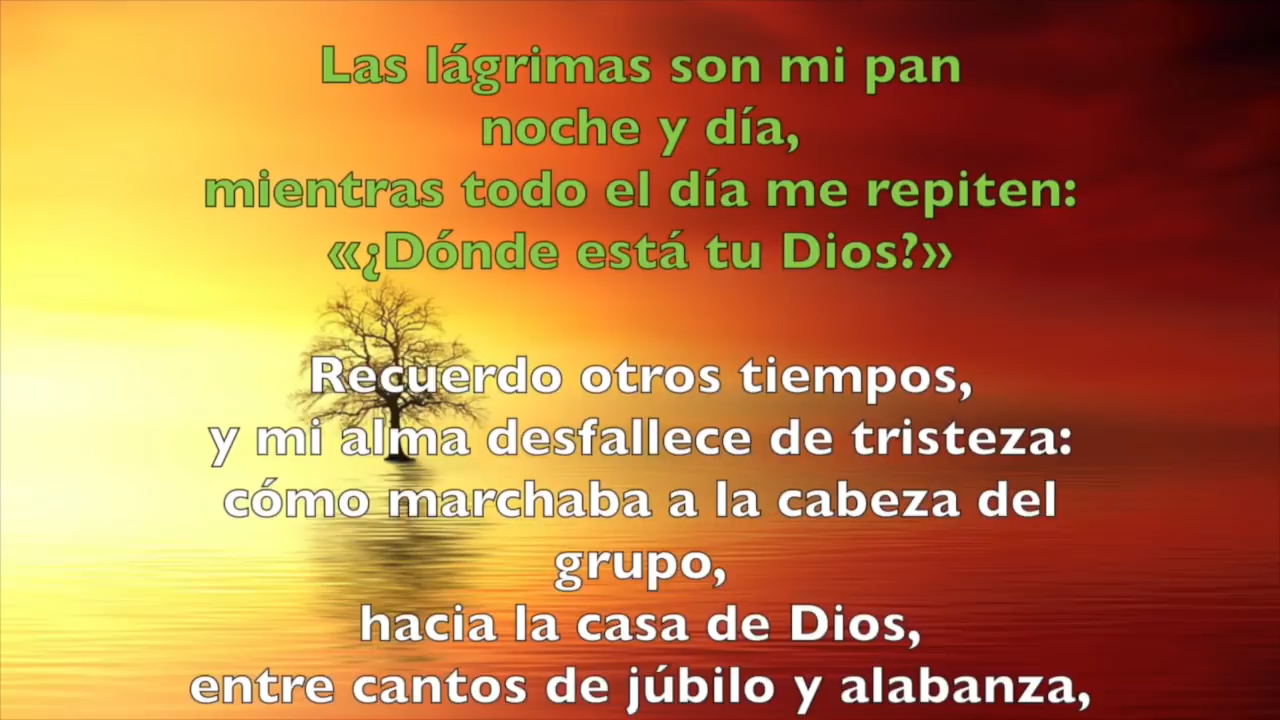 Las lágrimas son mi pan
noche y día,
mientras todo el día me repiten:
«¿Dónde está tu Dios?»
Recuerdo otros tiempos,
y mi alma desfallece de tristeza:
cómo marchaba a la cabeza del
grupo,
hacia la casa de Dios,
entre cantos de júbilo y alabanza,